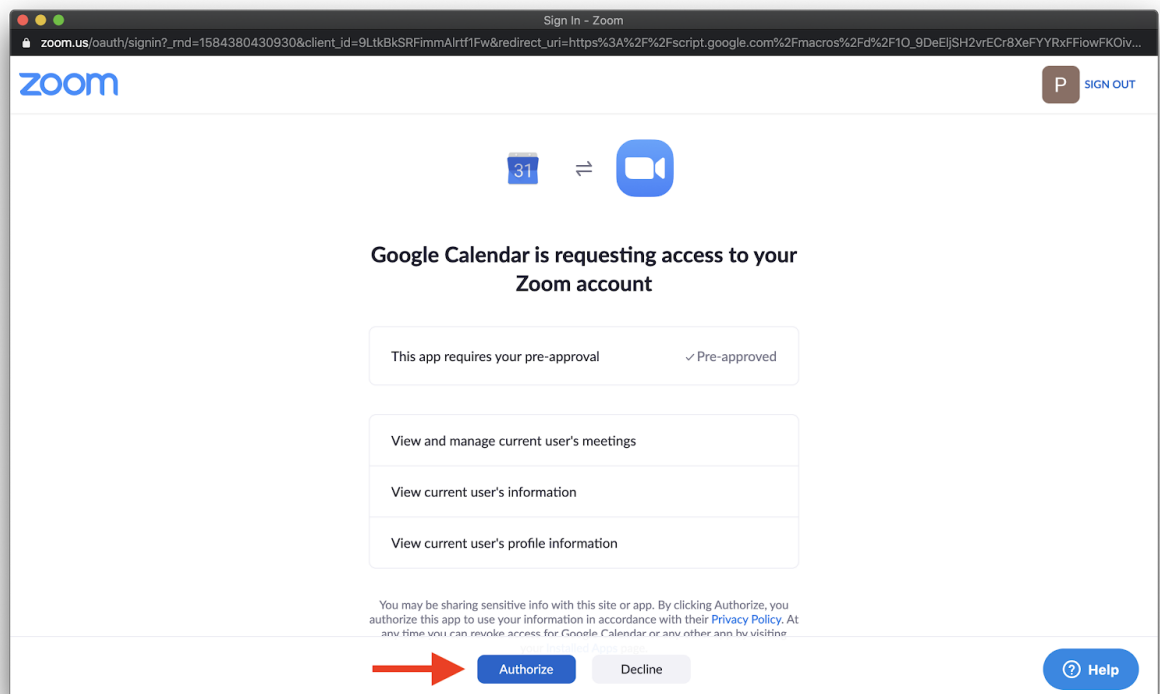 Sign In - Zoom
zoom.us/oauth/signin?_rnd=1584380430930&client_id=9LtkBkSRFimmAlrtf1Fw&redirect_uri=https%3A%2F%2Fscript.google.com%2Fmacros%2Fd%2F1O_9DeEljSH2vrECr8XeFYYRxFFiowFKOiv...
zoom
P SIGN OUT
31
Google Calendar is requesting access to your
Zoom account
This app requires your pre-approval ✓ Pre-approved
View and manage current user's meetings
View current user's information
View current user's profile information
You may be sharing sensitive info with this site or app. By clicking Authorize, you
authorize this app to use your information in accordance with their Privacy Policy. At
any time you can revoke access for Google Calendar or any other app by visiting
your Installed Apps page.
Authorize Decline
? Help